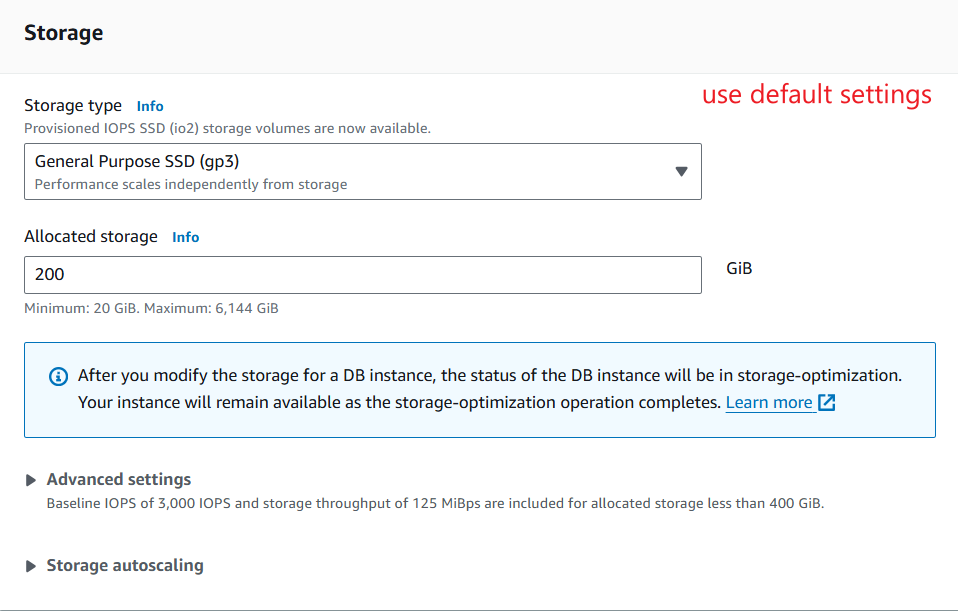 Storage
use default settings
Storage type Info
Provisioned IOPS SSD (io2) storage volumes are now available.
General Purpose SSD (gp3)
Performance scales independently from storage
Allocated storage Info
200
GiB
Minimum: 20 GiB. Maximum: 6,144 GiB
After you modify the storage for a DB instance, the status of the DB instance will be in storage-optimization.
Your instance will remain available as the storage-optimization operation completes. Learn more
Advanced settings
Baseline IOPS of 3,000 IOPS and storage throughput of 125 MiBps are included for allocated storage less than 400 GiB.
Storage autoscaling